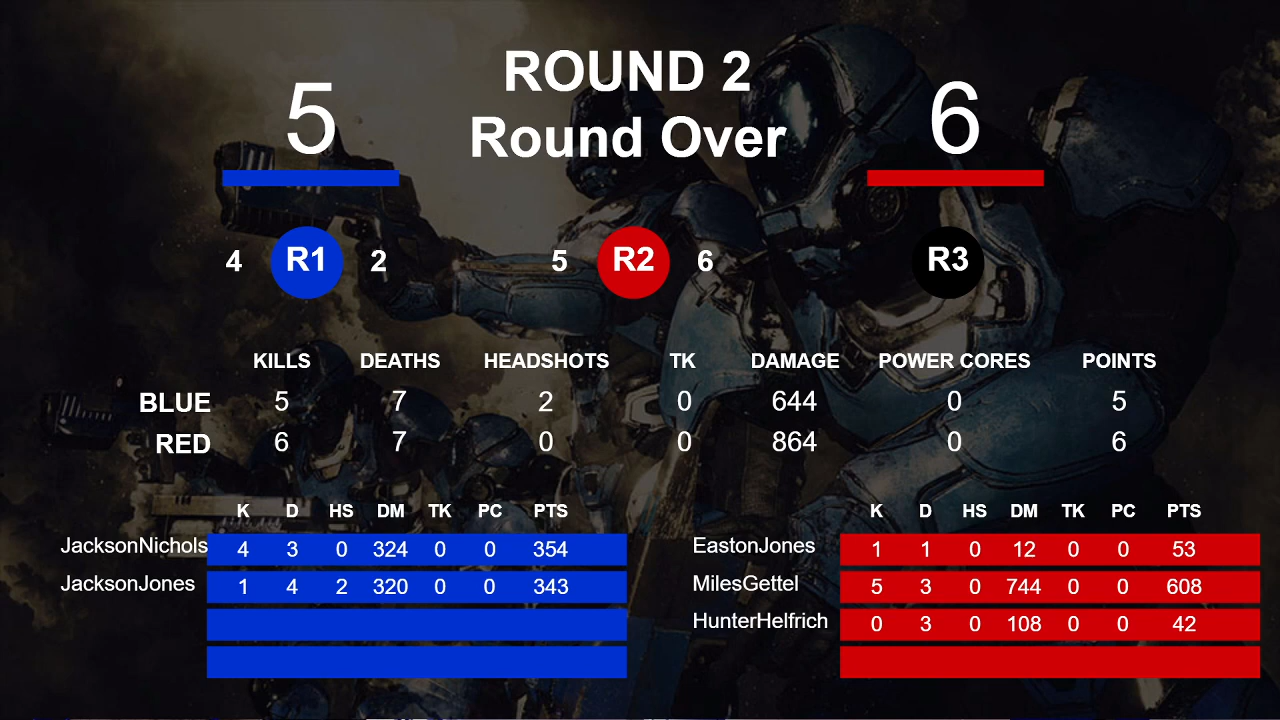 ROUND 2
5 Round Over 6
4 R1 2 5 R2 6 R3
KILLS DEATHS HEADSHOTS TK DAMAGE POWER CORES POINTS
BLUE 5 7 2 0 644 0 5
RED 6 7 0 0 864 0 6
K D HS DM TK PC PTS K D HS DM TK PC PTS
JacksonNichols 4 3 0 324 0 0 354 EastonJones 1 1 0 12 0 0 53
JacksonJones 1 4 2 320 0 0 343 MilesGettel 5 3 0 744 0 0 608
HunterHelfrich 0 3 0 108 0 0 42